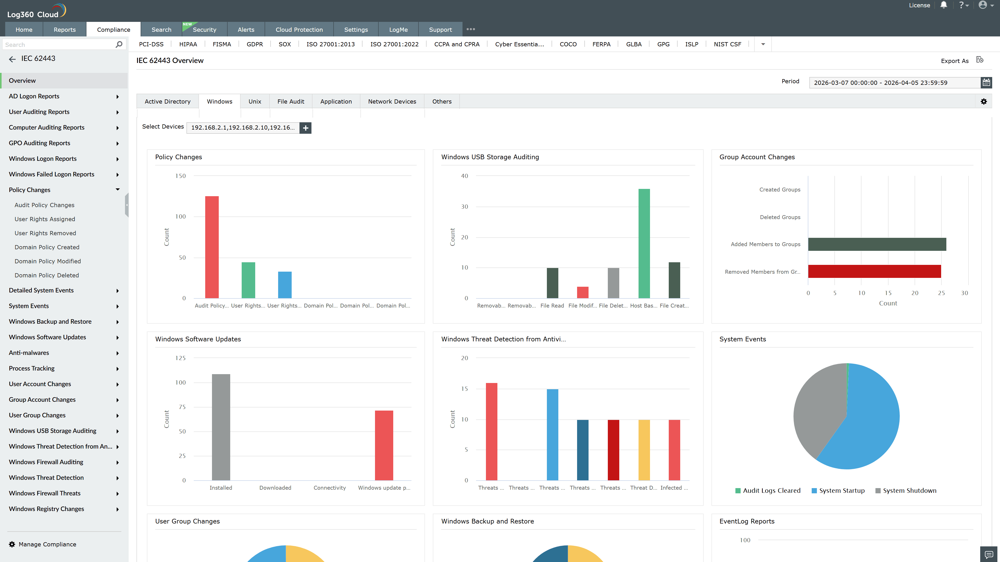 License
?
Log360 Cloud
Home
Reports
Compliance
Search
NEW
Security
Alerts
Cloud Protection
Settings
LogMe
Support
Search
PCI-DSS
HIPAA
FISMA
GDPR
SOX
ISO 27001:2013
ISO 27001:2022
CCPA and CPRA
Cyber Essentia...
COCO
FERPA
GLBA
GPG
ISLP
NIST CSF
IEC 62443
Overview
AD Logon Reports
User Auditing Reports
Computer Auditing Reports
GPO Auditing Reports
Windows Logon Reports
Windows Failed Logon Reports
Policy Changes
Audit Policy Changes
User Rights Assigned
User Rights Removed
Domain Policy Created
Domain Policy Modified
Domain Policy Deleted
Detailed System Events
System Events
Windows Backup and Restore
Windows Software Updates
Anti-malwares
Process Tracking
User Account Changes
Group Account Changes
User Group Changes
Windows USB Storage Auditing
Windows Threat Detection from An...
Windows Firewall Auditing
Windows Threat Detection
Windows Firewall Threats
Windows Registry Changes
Manage Compliance
IEC 62443 Overview
Export As
Period
2026-03-07 00:00:00 - 2026-04-05 23:59:59
Active Directory
Windows
Unix
File Audit
Application
Network Devices
Others
Select Devices
192.168.2.1,192.168.2.10,192.16...
Policy Changes
150
100
50
0
Count
Audit Policy...
User Rights...
User Rights...
Domain Pol...
Domain Pol...
Domain Pol...
Windows USB Storage Auditing
40
30
20
10
0
Count
Removab...
Removab...
File Read
File Modif...
File Delet...
Host Bas...
File Creat...
Group Account Changes
Created Groups
Deleted Groups
Added Members to Groups
Removed Members from Gr...
0
5
10
15
20
25
30
Count
Windows Software Updates
125
100
75
50
25
0
Count
Installed
Downloaded
Connectivity
Windows update p...
Windows Threat Detection from Antivi...
20
15
10
5
0
Count
Threats ...
Threats ...
Threats ...
Threats ...
Threats ...
Threat D...
Infected ...
System Events
Audit Logs Cleared
System Startup
System Shutdown
User Group Changes
Windows Backup and Restore
EventLog Reports
100